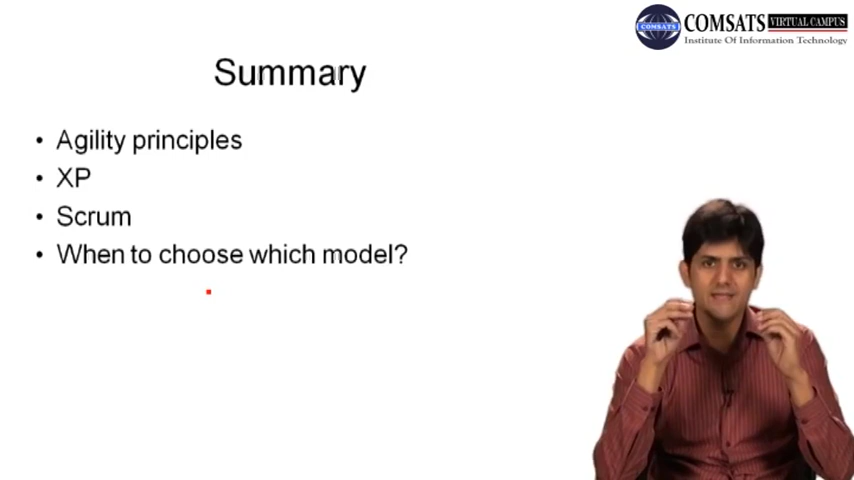 COMSATS VIRTUAL CAMPUS
COMSATS
Institute Of Information Technology
Summary
• Agility principles
• XP
• Scrum
• When to choose which model?